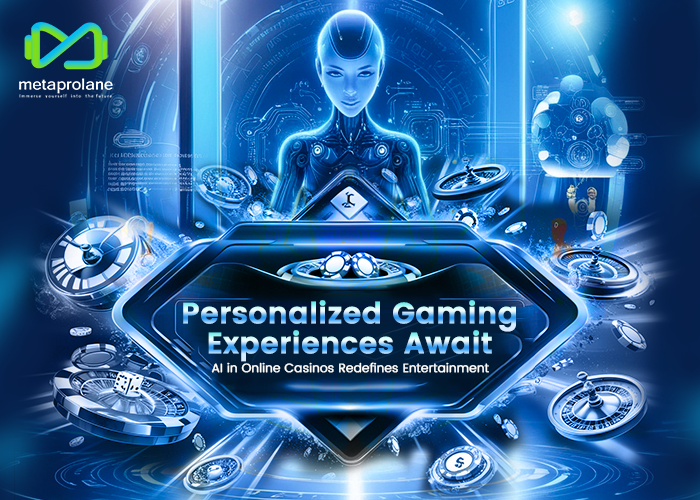 metaprolane
Immerse yourself into the future
Personalized Gaming
Experiences Await
AI in Online Casinos Redefines Entertainment
$